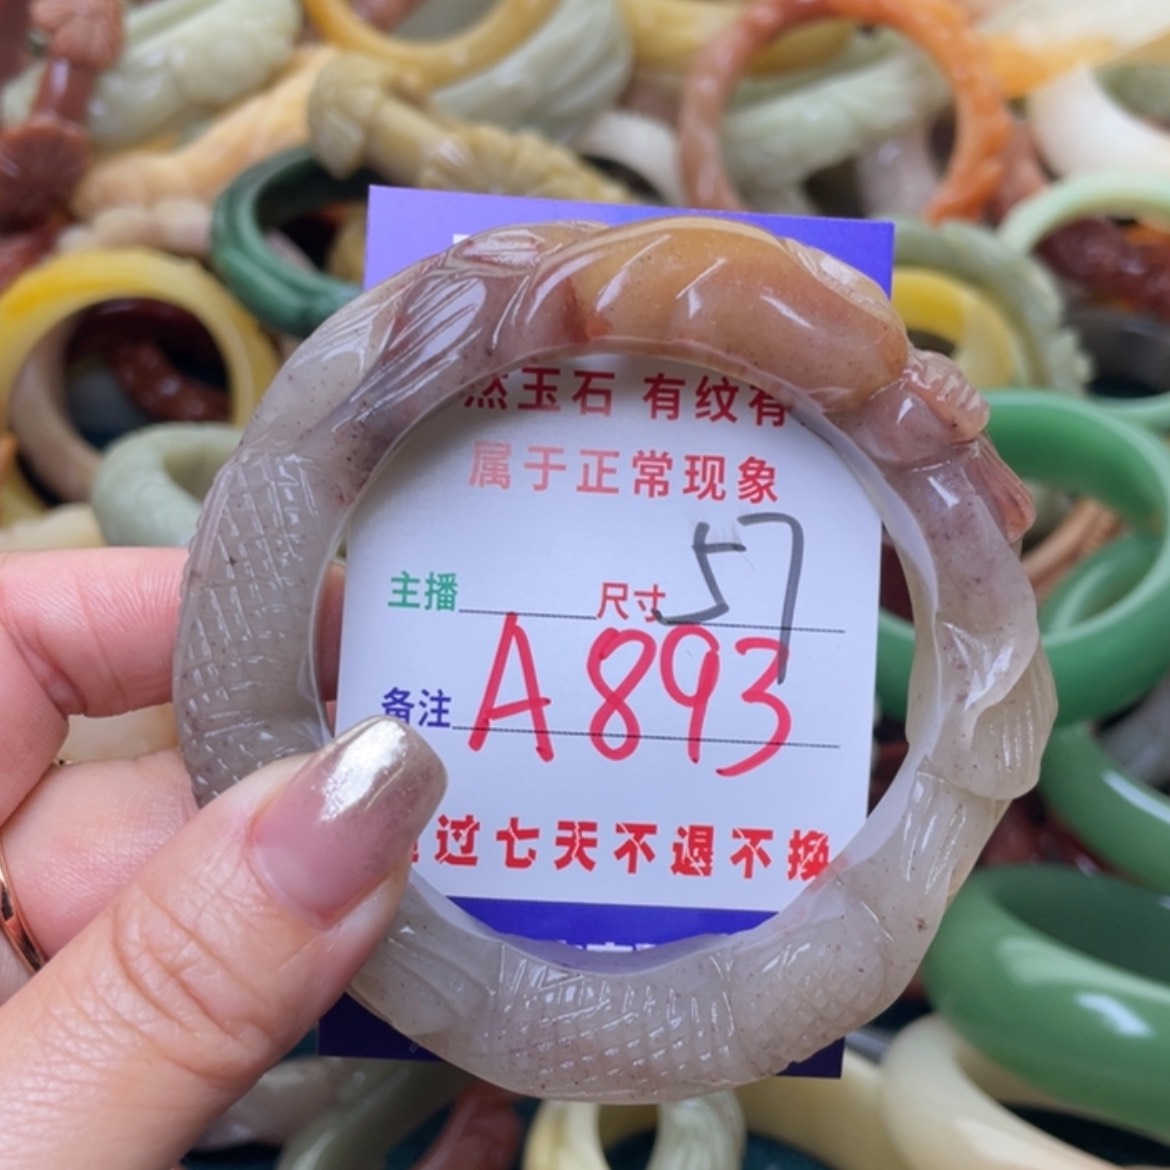 然玉石 有纹有
属于正常现象
主播 尺寸 57
备注 A893
过七天不退不换